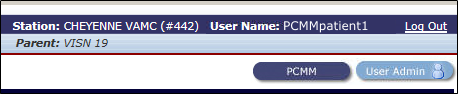 Station: CHEYENNE VAMC (#442) User Name: PCMMpatient1 Log Out
Parent: VISN 19
PCMM User Admin